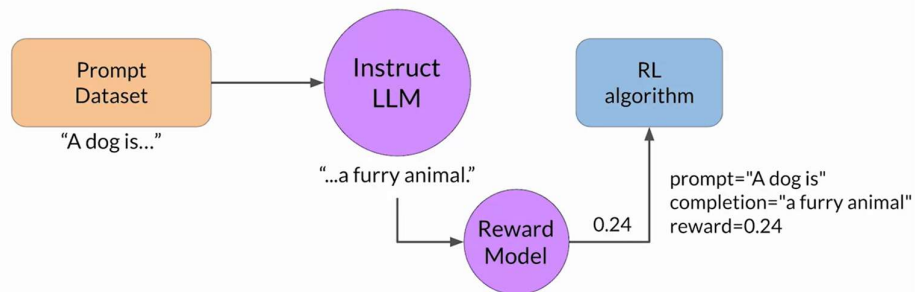 Prompt
Dataset
“A dog is...”
Instruct
LLM
“...a furry animal.”
Reward
Model
0.24
RL
algorithm
prompt="A dog is"
completion="a furry animal"
reward=0.24